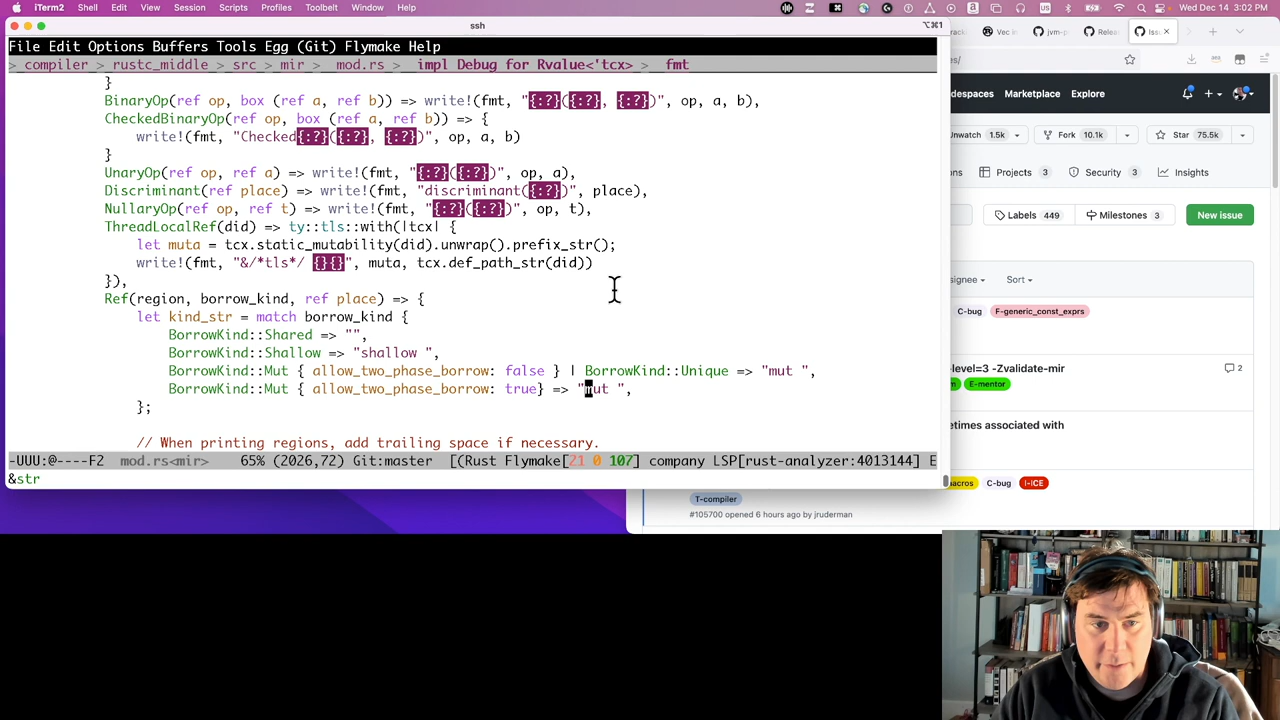 iTerm2 Shell Edit View Session Scripts Profiles Toolbelt Window Help Wed Dec 14 3:02 PM
ssh ⌥⌘1
File Edit Options Buffers Tools Egg (Git) Flymake Help
> compiler > rustc_middle > src > mir > mod.rs > impl Debug for Rvalue<'tcx> > fmt
}
BinaryOp(ref op, box (ref a, ref b)) => write!(fmt, "{:?}({:?}, {:?})", op, a, b),
CheckedBinaryOp(ref op, box (ref a, ref b)) => {
write!(fmt, "Checked{:?}({:?}, {:?})", op, a, b)
}
UnaryOp(ref op, ref a) => write!(fmt, "{:?}({:?})", op, a),
Discriminant(ref place) => write!(fmt, "discriminant({:?})", place),
NullaryOp(ref op, ref t) => write!(fmt, "{:?}({:?})", op, t),
ThreadLocalRef(did) => ty::tls::with(|tcx| {
let muta = tcx.static_mutability(did).unwrap().prefix_str();
write!(fmt, "&/*tls*/ {}{}", muta, tcx.def_path_str(did))
}),
Ref(region, borrow_kind, ref place) => {
let kind_str = match borrow_kind {
BorrowKind::Shared => "",
BorrowKind::Shallow => "shallow ",
BorrowKind::Mut { allow_two_phase_borrow: false } | BorrowKind::Unique => "mut ",
BorrowKind::Mut { allow_two_phase_borrow: true} => "mut ",
};
// When printing regions, add trailing space if necessary.
-UUU:@----F2 mod.rs<mir> 65% (2026,72) Git:master [(Rust Flymake[21 0 107] company LSP[rust-analyzer:4013144] E
&str
Vec in jvm-p Relea Iss
es/
despaces Marketplace Explore
nwatch 1.5k Fork 10.1k Star 75.5k
ons Projects 3 Security 3 Insights
Labels 449 Milestones 3 New issue
signee Sort
C-bug F-generic_const_exprs
-level=3 -Zvalidate-mir
E-mentor
etimes associated with 2
acros C-bug I-ICE
T-compiler
#105700 opened 6 hours ago by jruderman